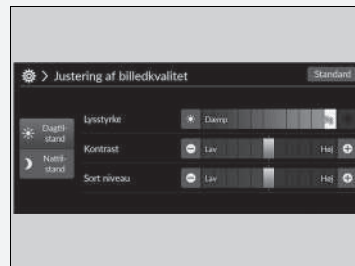 > Justering af billedkvalitet
Standard
Lysstyrke
Dæmp
Dagtil-
stand
Kontrast
Lav
Høj
Nattil-
stand
Sort niveau
Lav
Høj